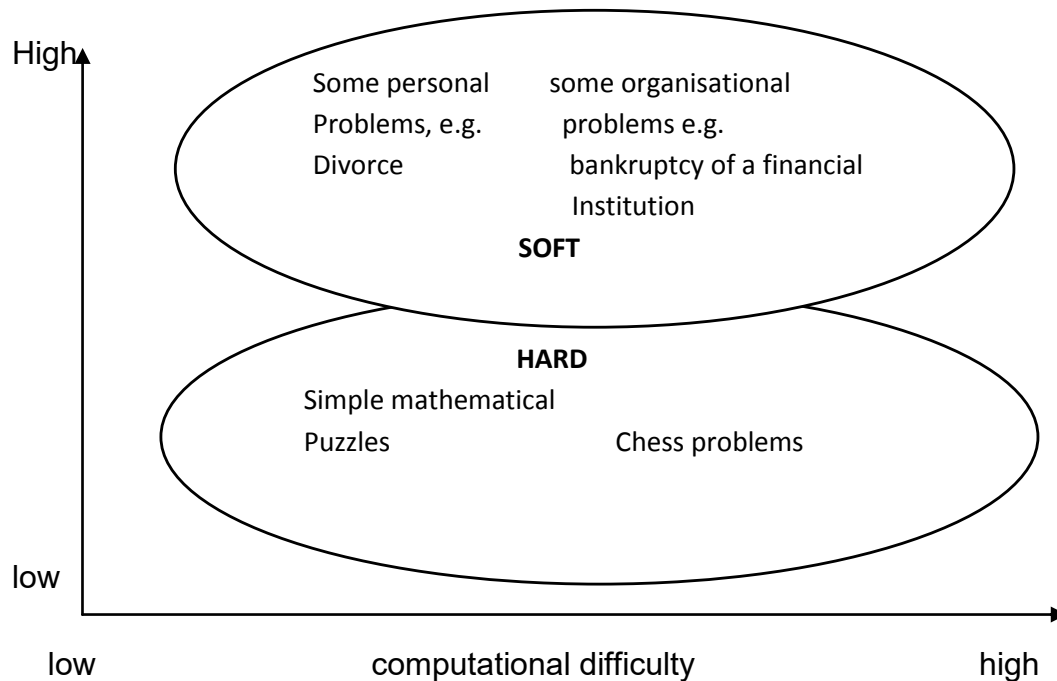 High
Some personal some organisational
Problems, e.g. problems e.g.
Divorce bankruptcy of a financial
Institution
SOFT
HARD
Simple mathematical
Puzzles Chess problems
low
low computational difficulty high